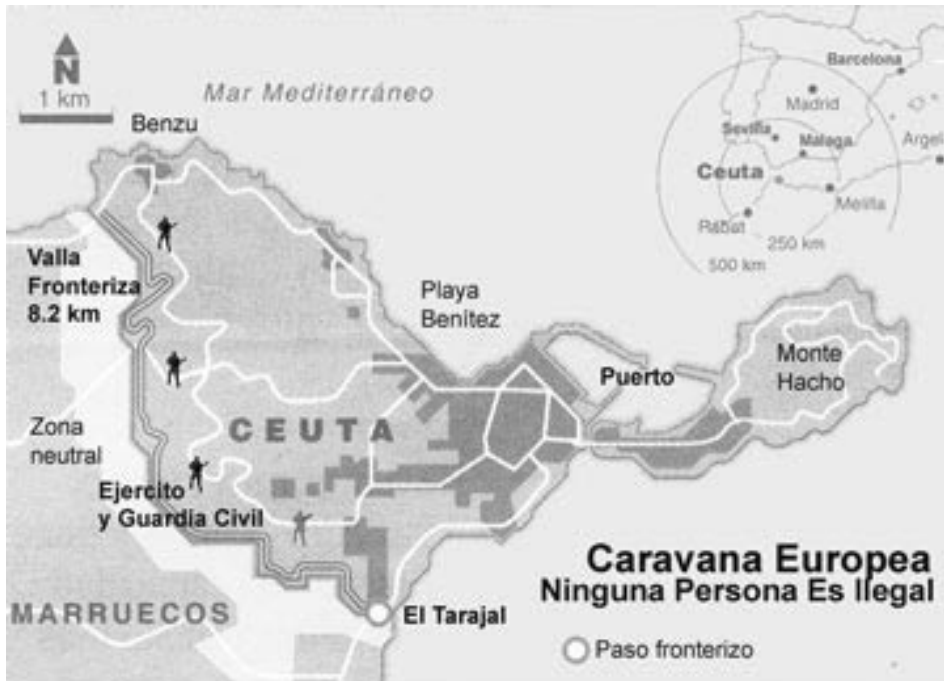 N
1 km
Mar Mediterráneo
Benzu
Valla
Fronteriza
8.2 km
Zona
neutral
Playa
Benítez
Puerto
Monte
Hacho
CEUTA
Ejercito
y Guardia Civil
MARRUECOS
El Tarajal
Caravana Europea
Ninguna Persona Es Ilegal
Paso fronterizo
Barcelona
Madrid
Sevilla
Málaga
Ceuta
Melilla
Rabat
250 km
500 km